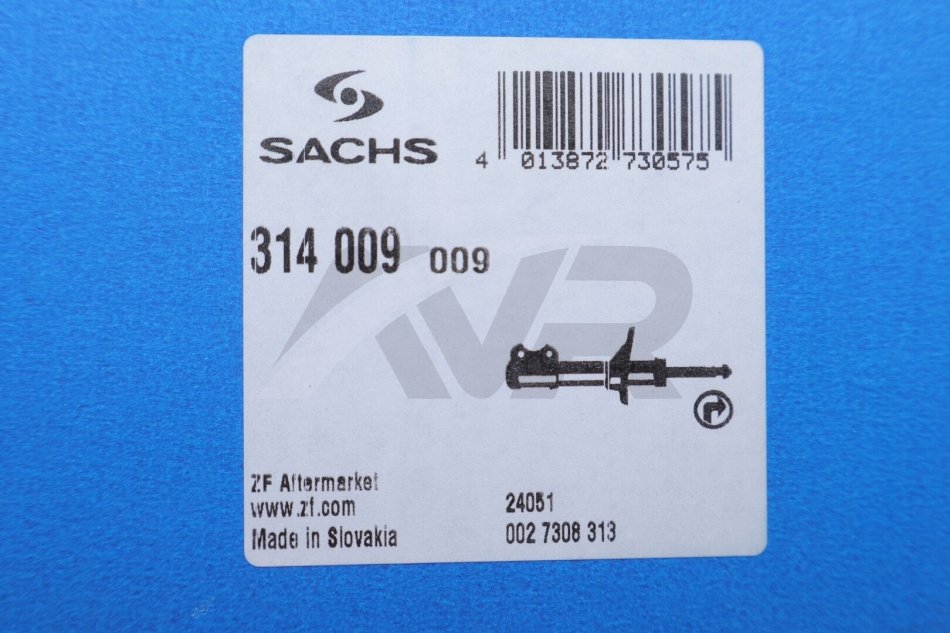 SACHS
4 013872 730575
314 009 009
KVR
ZF Aftermarket
www.zf.com
Made in Slovakia
24051
002 7308 313